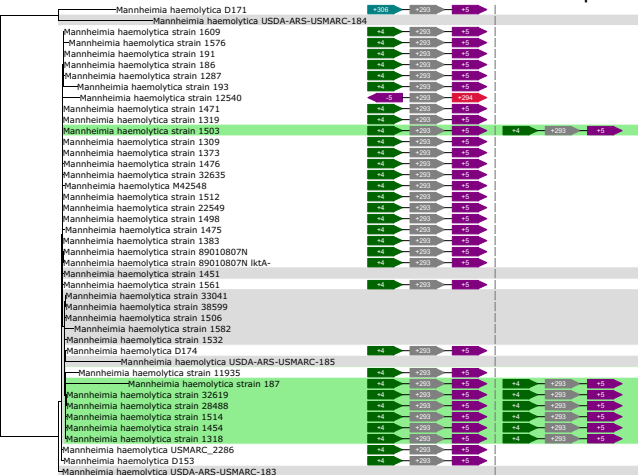 Mannheimia haemolytica D171 +306 +293 +5
Mannheimia haemolytica USDA-ARS-USMARC-184
Mannheimia haemolytica strain 1609 +4 +293 +5
Mannheimia haemolytica strain 1576 +4 +293 +5
Mannheimia haemolytica strain 191 +4 +293 +5
Mannheimia haemolytica strain 186 +4 +293 +5
Mannheimia haemolytica strain 1287 +4 +293 +5
Mannheimia haemolytica strain 193 +4 +293 +5
Mannheimia haemolytica strain 12540 -5 +293 +294
Mannheimia haemolytica strain 1471 +4 +293 +5
Mannheimia haemolytica strain 1319 +4 +293 +5
Mannheimia haemolytica strain 1503 +4 +293 +5 +4 +293 +5
Mannheimia haemolytica strain 1309 +4 +293 +5
Mannheimia haemolytica strain 1373 +4 +293 +5
Mannheimia haemolytica strain 1476 +4 +293 +5
Mannheimia haemolytica strain 32635 +4 +293 +5
Mannheimia haemolytica M42548 +4 +293 +5
Mannheimia haemolytica strain 1512 +4 +293 +5
Mannheimia haemolytica strain 22549 +4 +293 +5
Mannheimia haemolytica strain 1498 +4 +293 +5
Mannheimia haemolytica strain 1475 +4 +293 +5
Mannheimia haemolytica strain 1383 +4 +293 +5
Mannheimia haemolytica strain 89010807N +4 +293 +5
Mannheimia haemolytica strain 89010807N lktA- +4 +293 +5
Mannheimia haemolytica strain 1451
Mannheimia haemolytica strain 1561 +4 +293 +5
Mannheimia haemolytica strain 33041
Mannheimia haemolytica strain 38599
Mannheimia haemolytica strain 1506
Mannheimia haemolytica strain 1582
Mannheimia haemolytica strain 1532
Mannheimia haemolytica D174 +4 +293 +5
Mannheimia haemolytica USDA-ARS-USMARC-185
Mannheimia haemolytica strain 11935 +4 +293 +5
Mannheimia haemolytica strain 187 +4 +293 +5 +4 +293 +5
Mannheimia haemolytica strain 32619 +4 +293 +5 +4 +293 +5
Mannheimia haemolytica strain 28488 +4 +293 +5 +4 +293 +5
Mannheimia haemolytica strain 1514 +4 +293 +5 +4 +293 +5
Mannheimia haemolytica strain 1454 +4 +293 +5 +4 +293 +5
Mannheimia haemolytica strain 1318 +4 +293 +5 +4 +293 +5
Mannheimia haemolytica USMARC_2286 +4 +293 +5
Mannheimia haemolytica D153 +4 +293 +5
Mannheimia haemolytica USDA-ARS-USMARC-183